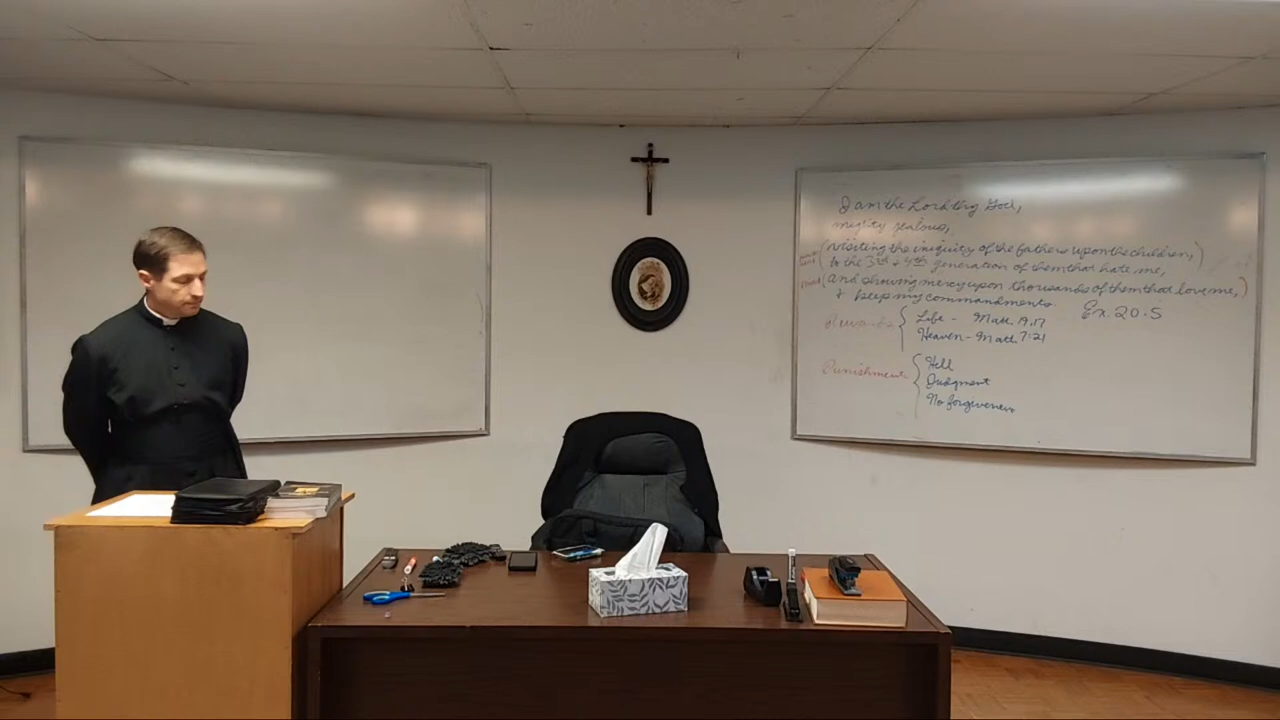 I am the Lord thy God,
mighty jealous,
(visiting the iniquity of the fathers upon the children,)
(to the 3rd & 4th generation of them that hate me,
(and showing mercy upon thousands of them that love me,)
& keep my commandments. Ex. 20.5
Rewards { Life - Matt 19.17
Heaven - Matt 7:21
Punishments { Hell
Judgment
No forgiveness